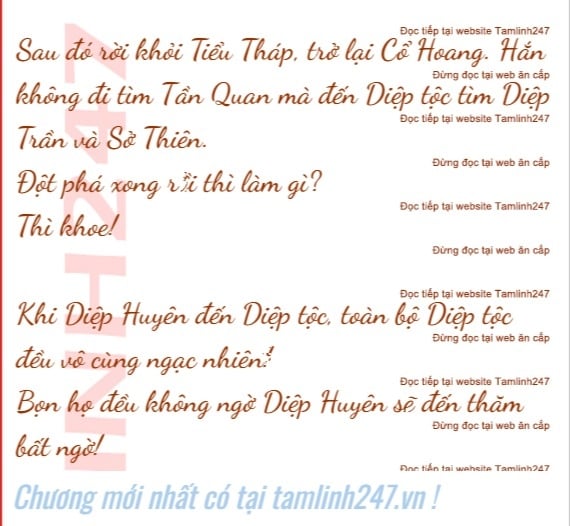 Đọc tiếp tại website Tamlinh247
Sau đó rời khỏi Tiểu Tháp, trở lại Cổ Hoang. Hắn
Đừng đọc tại web ăn cắp
không đi tìm Tần Quan mà đến Diệp tộc tìm Diệp
Đọc tiếp tại website Tamlinh247
Trần và Sở Thiên.
Đừng đọc tại web ăn cắp
Đột phá xong rồi thì làm gì?
Đọc tiếp tại website Tamlinh247
Thì khoe!
Đừng đọc tại web ăn cắp
Đọc tiếp tại website Tamlinh247
Khi Diệp Huyên đến Diệp tộc, toàn bộ Diệp tộc
Đừng đọc tại web ăn cắp
đều vô cùng ngạc nhiên!
Đọc tiếp tại website Tamlinh247
Bọn họ đều không ngờ Diệp Huyên sẽ đến thăm
Đừng đọc tại web ăn cắp
bất ngờ!
Đọc tiếp tại website Tamlinh247
Chương mới nhất có tại tamlinh247.vn !
INH247